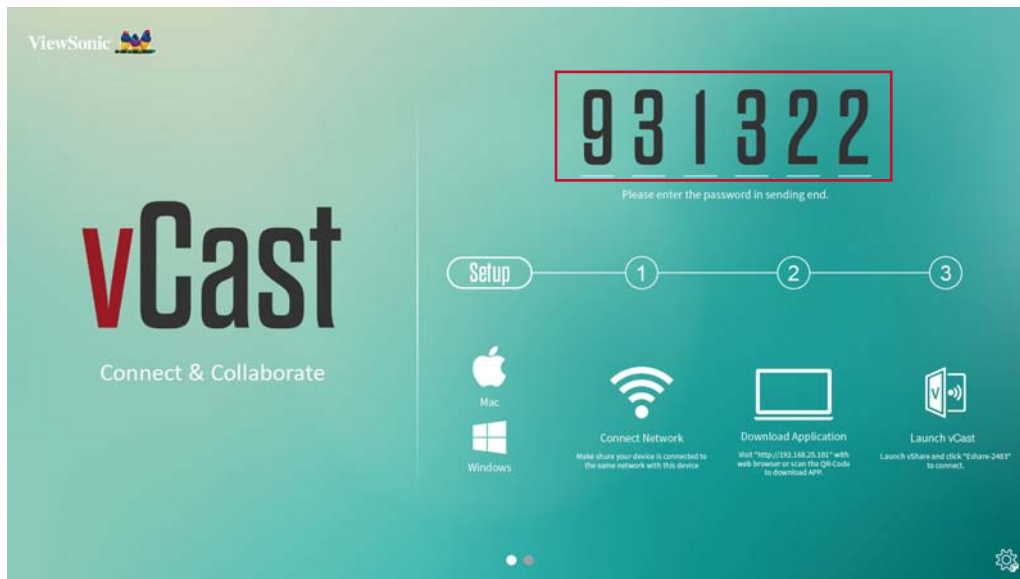 ViewSonic
931322
Please enter the password in sending end.
vCast
Connect & Collaborate
Setup
1
2
3
Mac
Windows
Connect Network
Make shure your device is connected to
the same network with this device
Download Application
Visit "http://192.168.25.101" with
web browser or scan the QR-Code
to download APP.
V
Launch vCast
Launch vShare and click "Eshare-2483"
to connect.